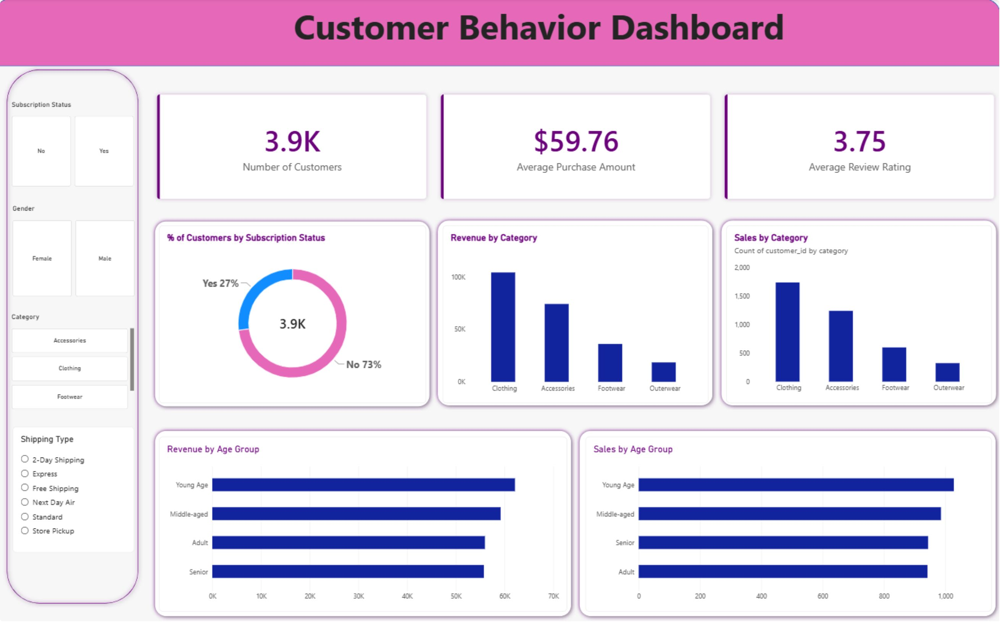 Customer Behavior Dashboard
Subscription Status
No
Yes
Gender
Female
Male
Category
Accessories
Clothing
Footwear
Shipping Type
2-Day Shipping
Express
Free Shipping
Next Day Air
Standard
Store Pickup
3.9K
Number of Customers
$59.76
Average Purchase Amount
3.75
Average Review Rating
% of Customers by Subscription Status
Yes 27%
3.9K
No 73%
Revenue by Category
100K
50K
0K
Clothing Accessories Footwear Outerwear
Sales by Category
Count of customer_id by category
2,000
1,500
1,000
500
0
Clothing Accessories Footwear Outerwear
Revenue by Age Group
Young Age
Middle-aged
Adult
Senior
0K 10K 20K 30K 40K 50K 60K 70K
Sales by Age Group
Young Age
Middle-aged
Senior
Adult
0 200 400 600 800 1,000